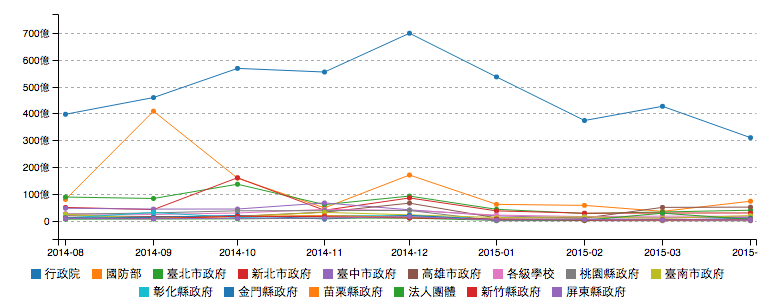 700億
600億
500億
400億
300億
200億
100億
0
2014-08 2014-09 2014-10 2014-11 2014-12 2015-01 2015-02 2015-03 2015-
行政院 國防部 臺北市政府 新北市政府 臺中市政府 高雄市政府 各級學校 桃園縣政府 臺南市政府
彰化縣政府 金門縣政府 苗栗縣政府 法人團體 新竹縣政府 屏東縣政府